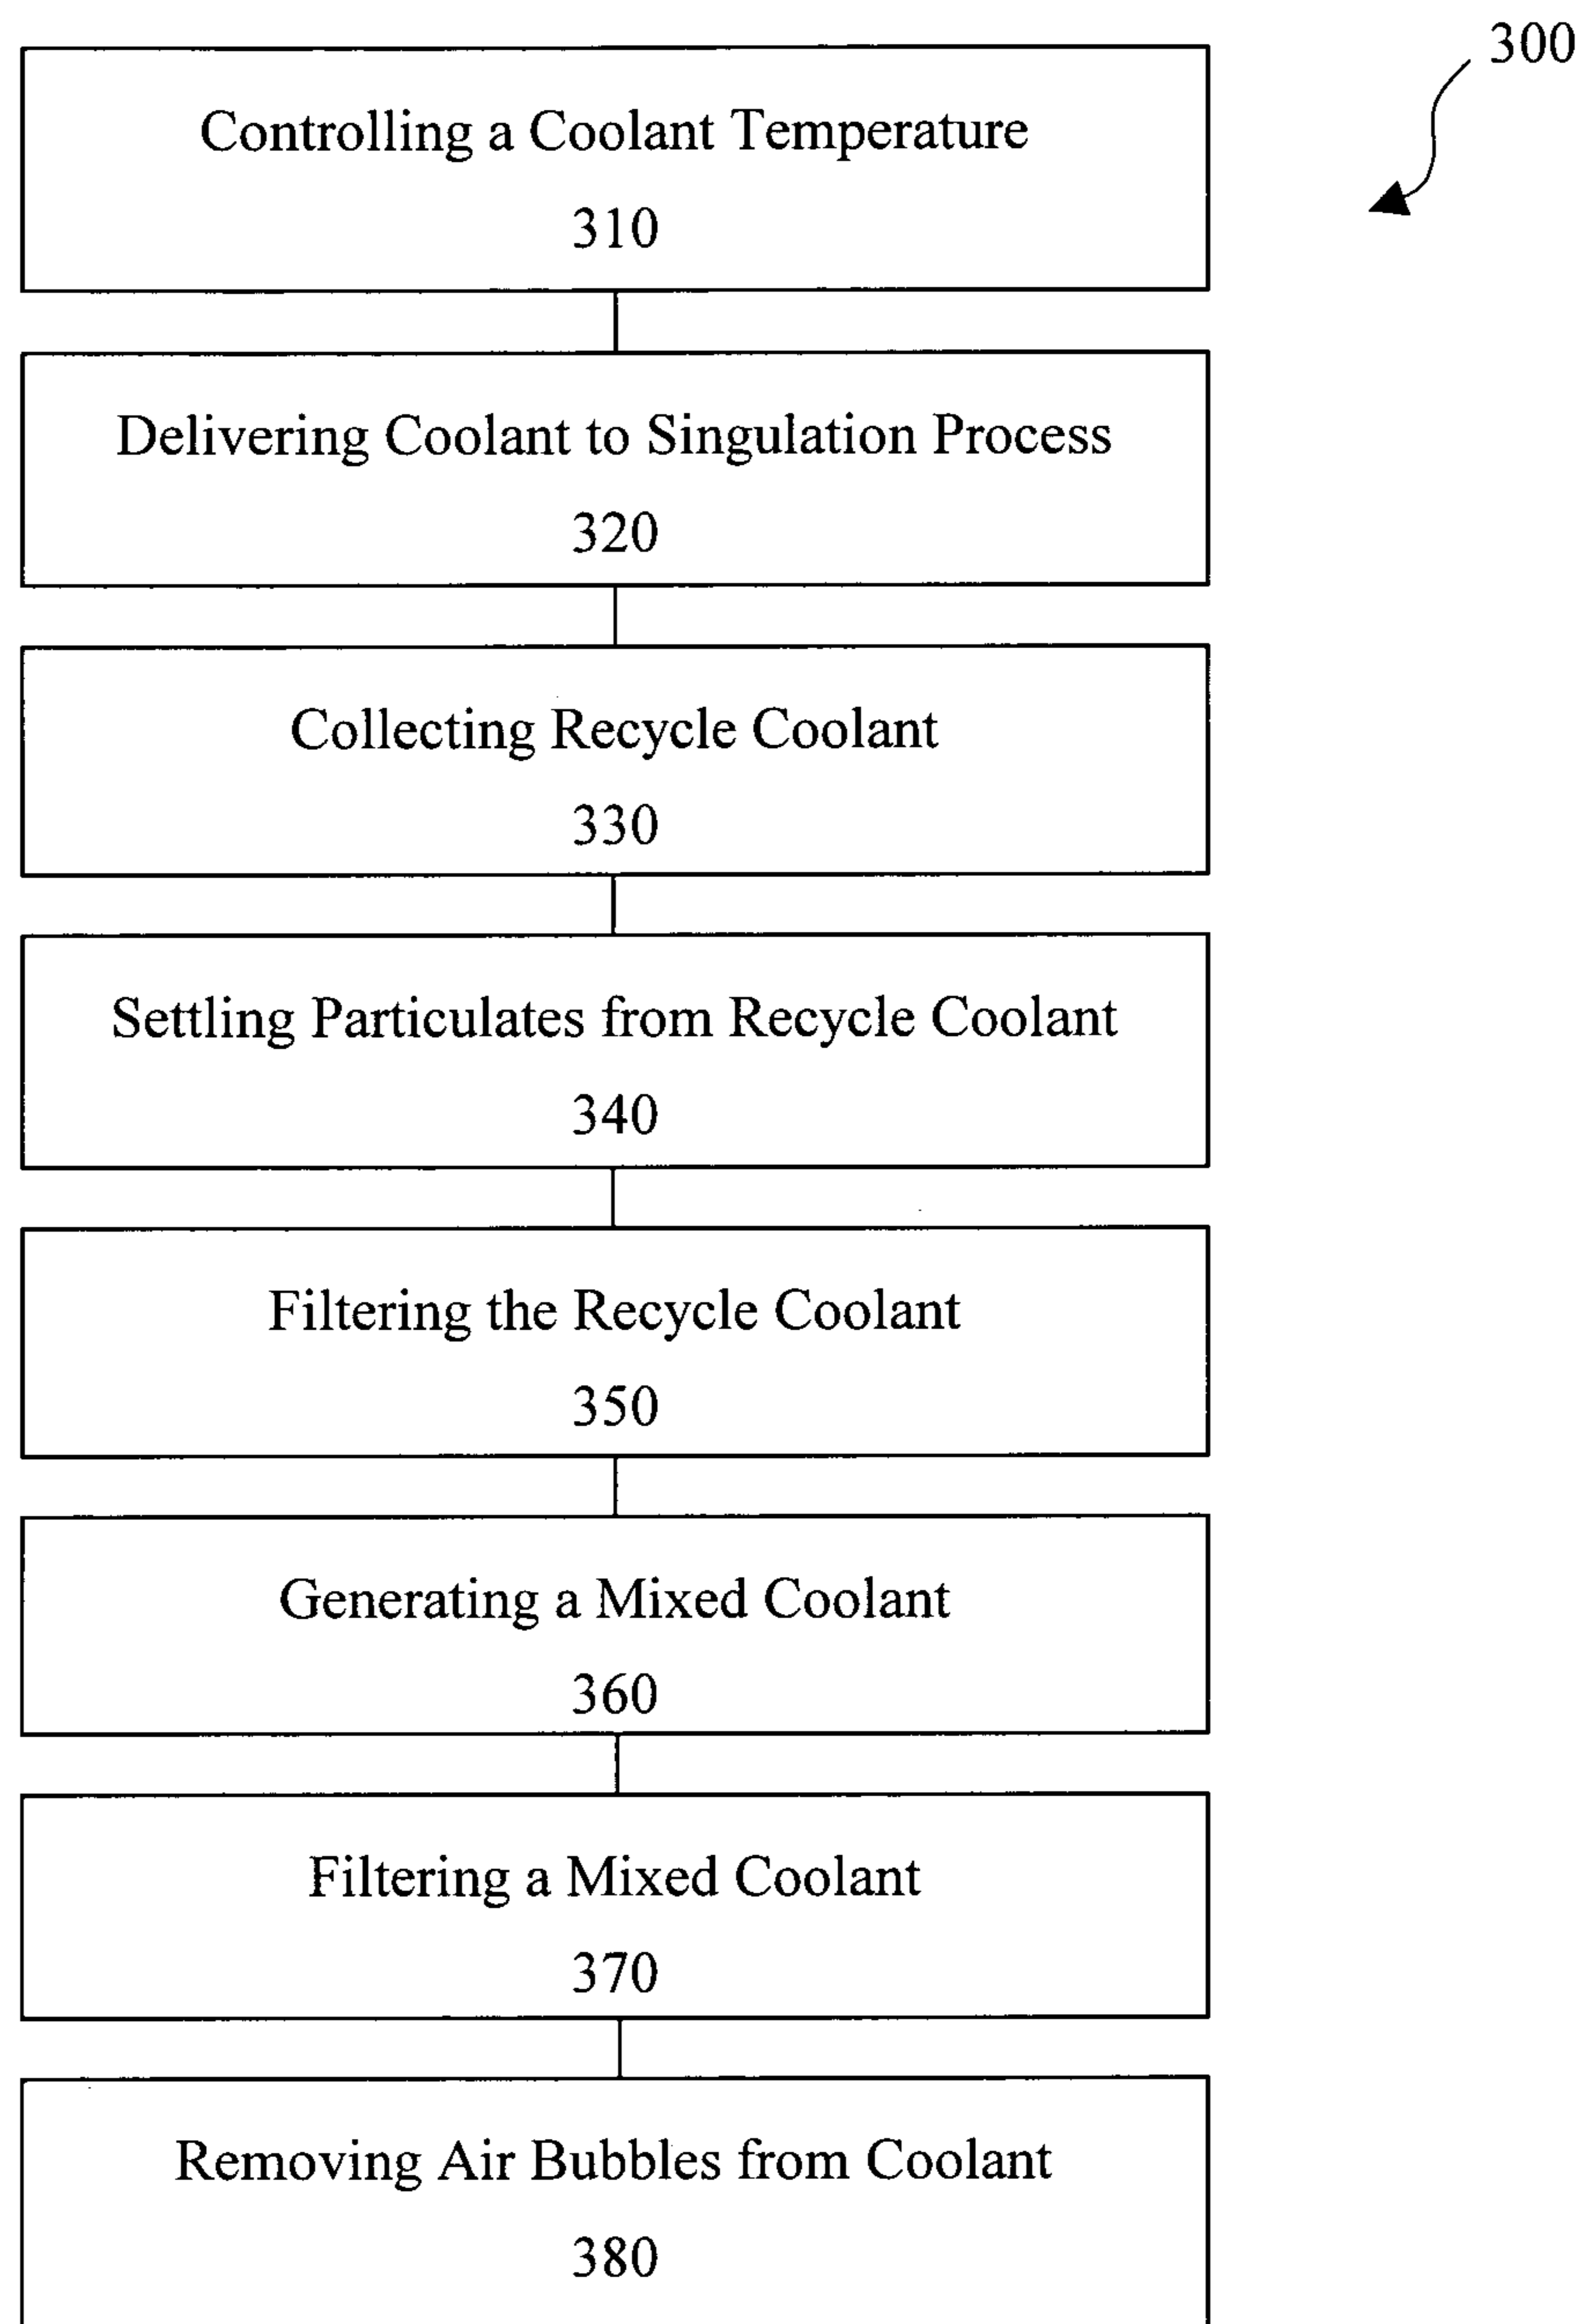 300
Controlling a Coolant Temperature
310
Delivering Coolant to Singulation Process
320
Collecting Recycle Coolant
330
Settling Particulates from Recycle Coolant
340
Filtering the Recycle Coolant
350
Generating a Mixed Coolant
360
Filtering a Mixed Coolant
370
Removing Air Bubbles from Coolant
380